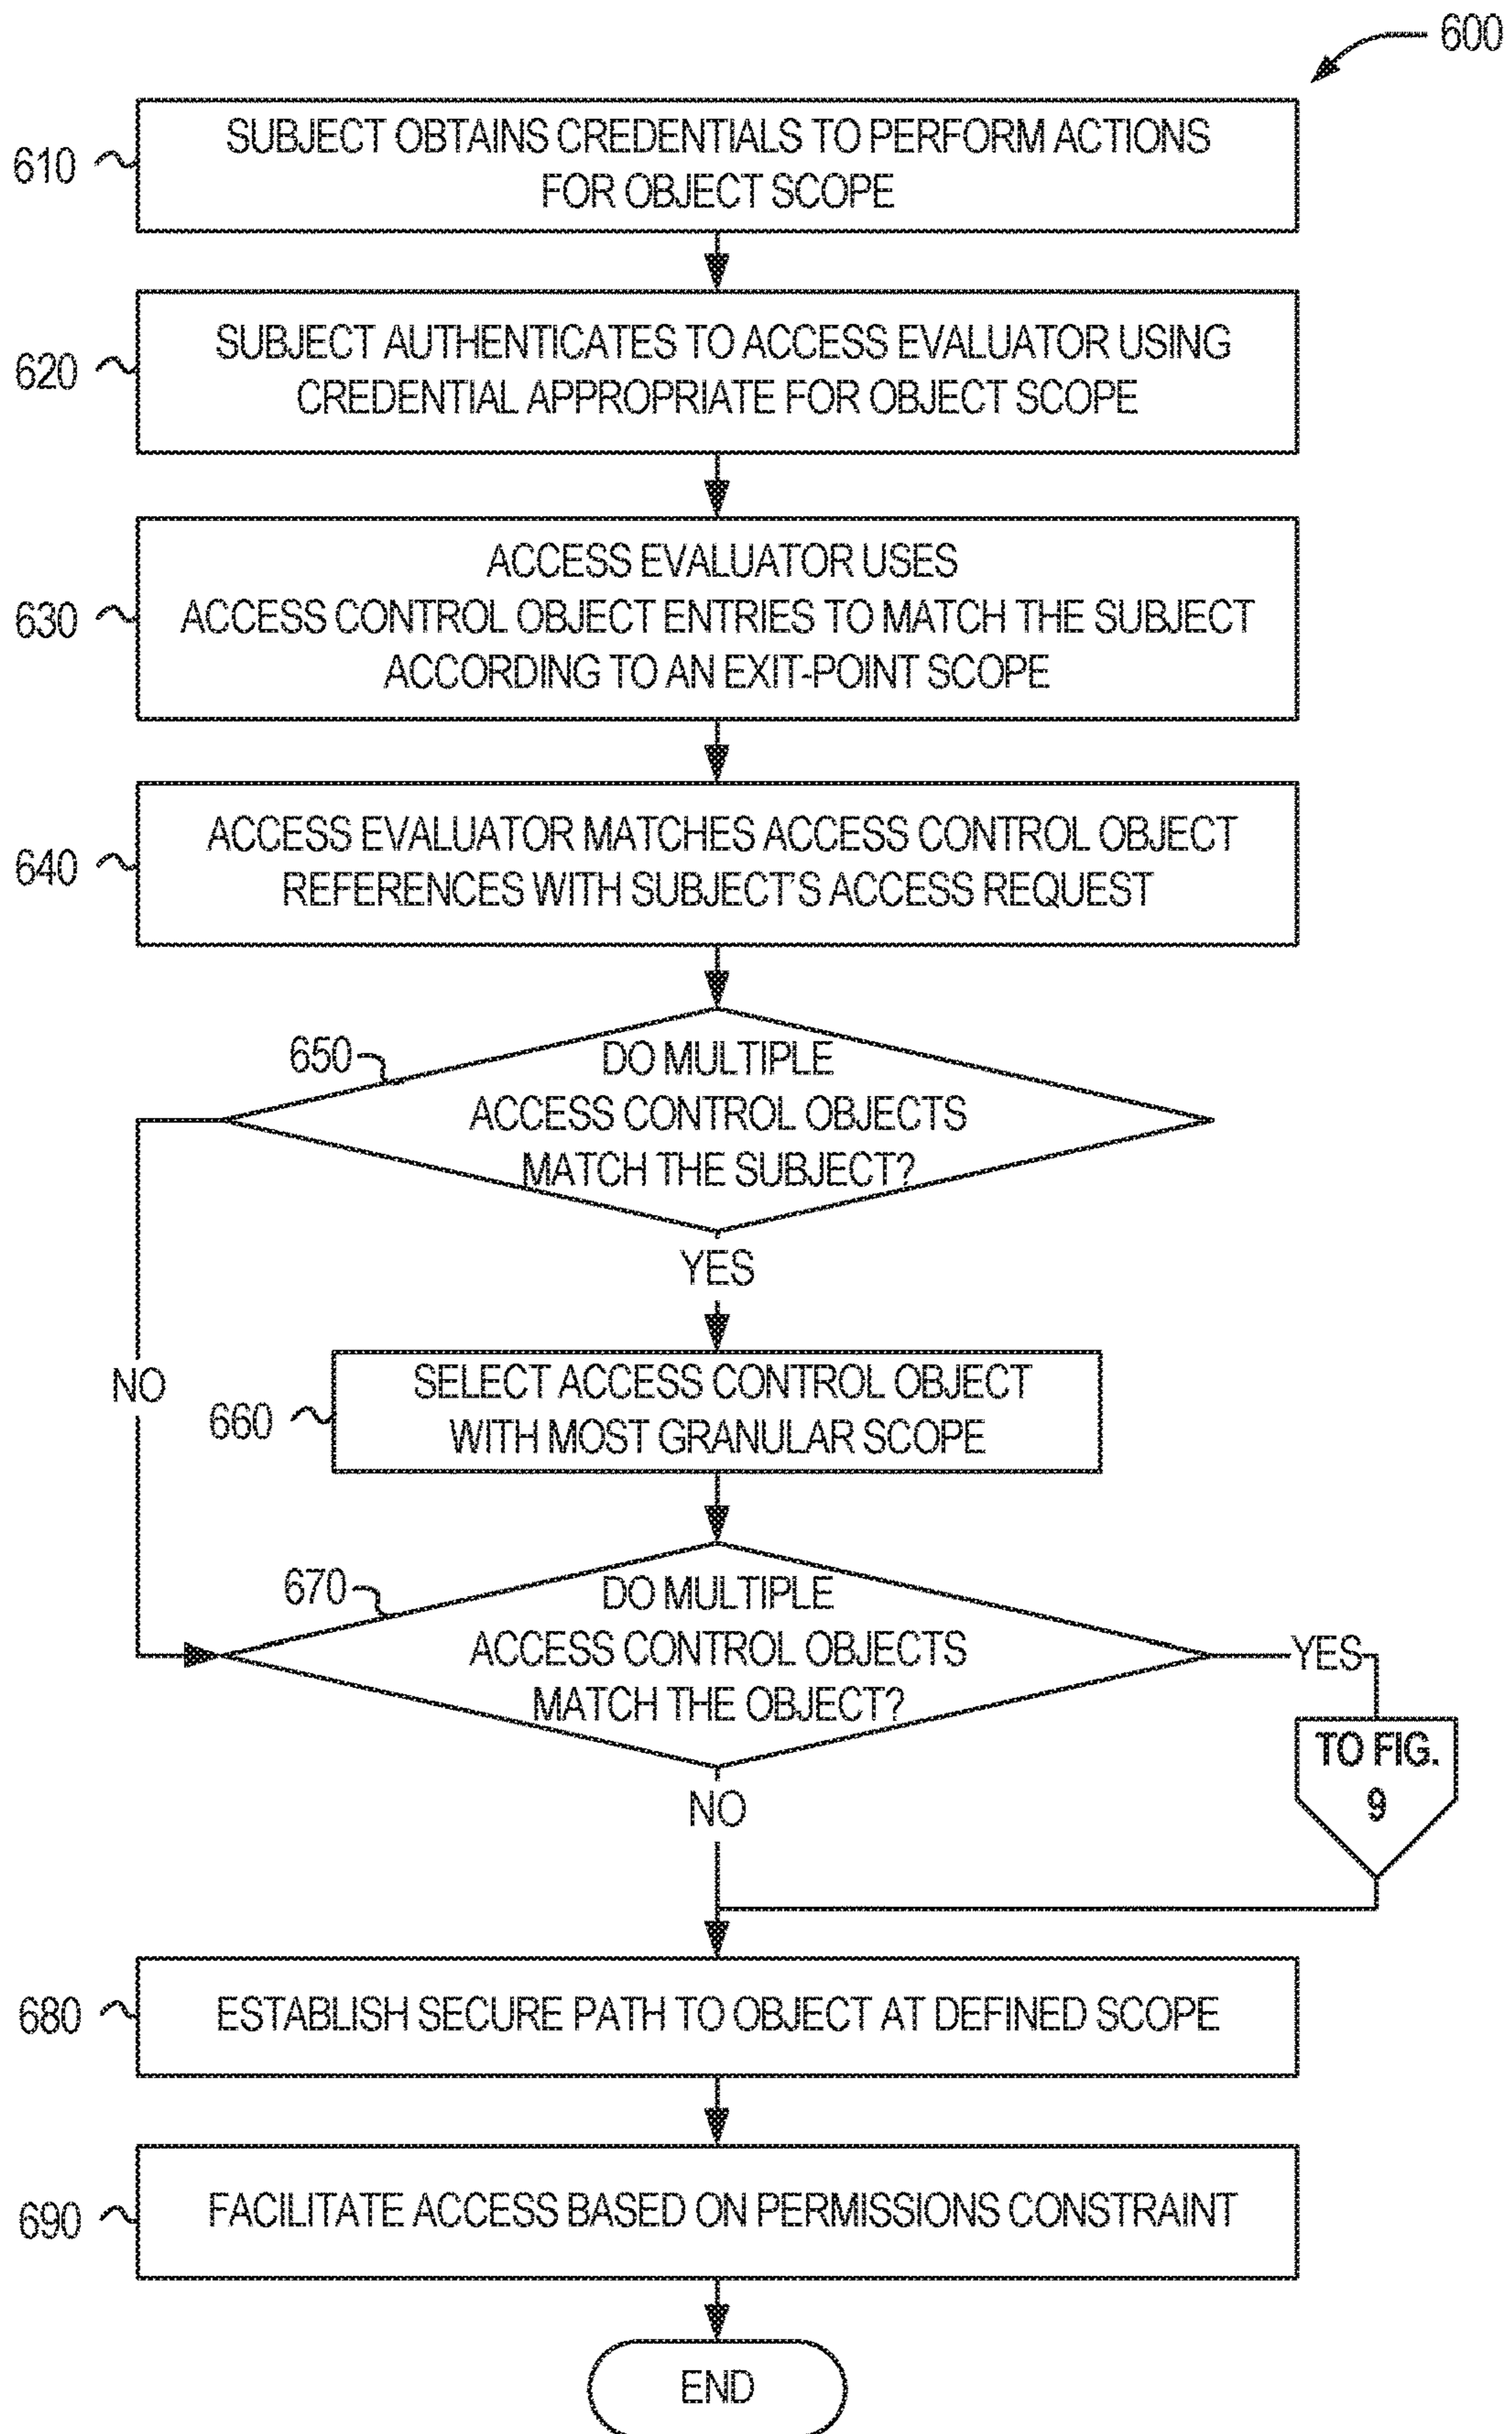 600
610
SUBJECT OBTAINS CREDENTIALS TO PERFORM ACTIONS
FOR OBJECT SCOPE
620
SUBJECT AUTHENTICATES TO ACCESS EVALUATOR USING
CREDENTIAL APPROPRIATE FOR OBJECT SCOPE
630
ACCESS EVALUATOR USES
ACCESS CONTROL OBJECT ENTRIES TO MATCH THE SUBJECT
ACCORDING TO AN EXIT-POINT SCOPE
640
ACCESS EVALUATOR MATCHES ACCESS CONTROL OBJECT
REFERENCES WITH SUBJECT'S ACCESS REQUEST
650
DO MULTIPLE
ACCESS CONTROL OBJECTS
MATCH THE SUBJECT?
YES
NO
660
SELECT ACCESS CONTROL OBJECT
WITH MOST GRANULAR SCOPE
670
DO MULTIPLE
ACCESS CONTROL OBJECTS
MATCH THE OBJECT?
YES
TO FIG.
9
NO
680
ESTABLISH SECURE PATH TO OBJECT AT DEFINED SCOPE
690
FACILITATE ACCESS BASED ON PERMISSIONS CONSTRAINT
END